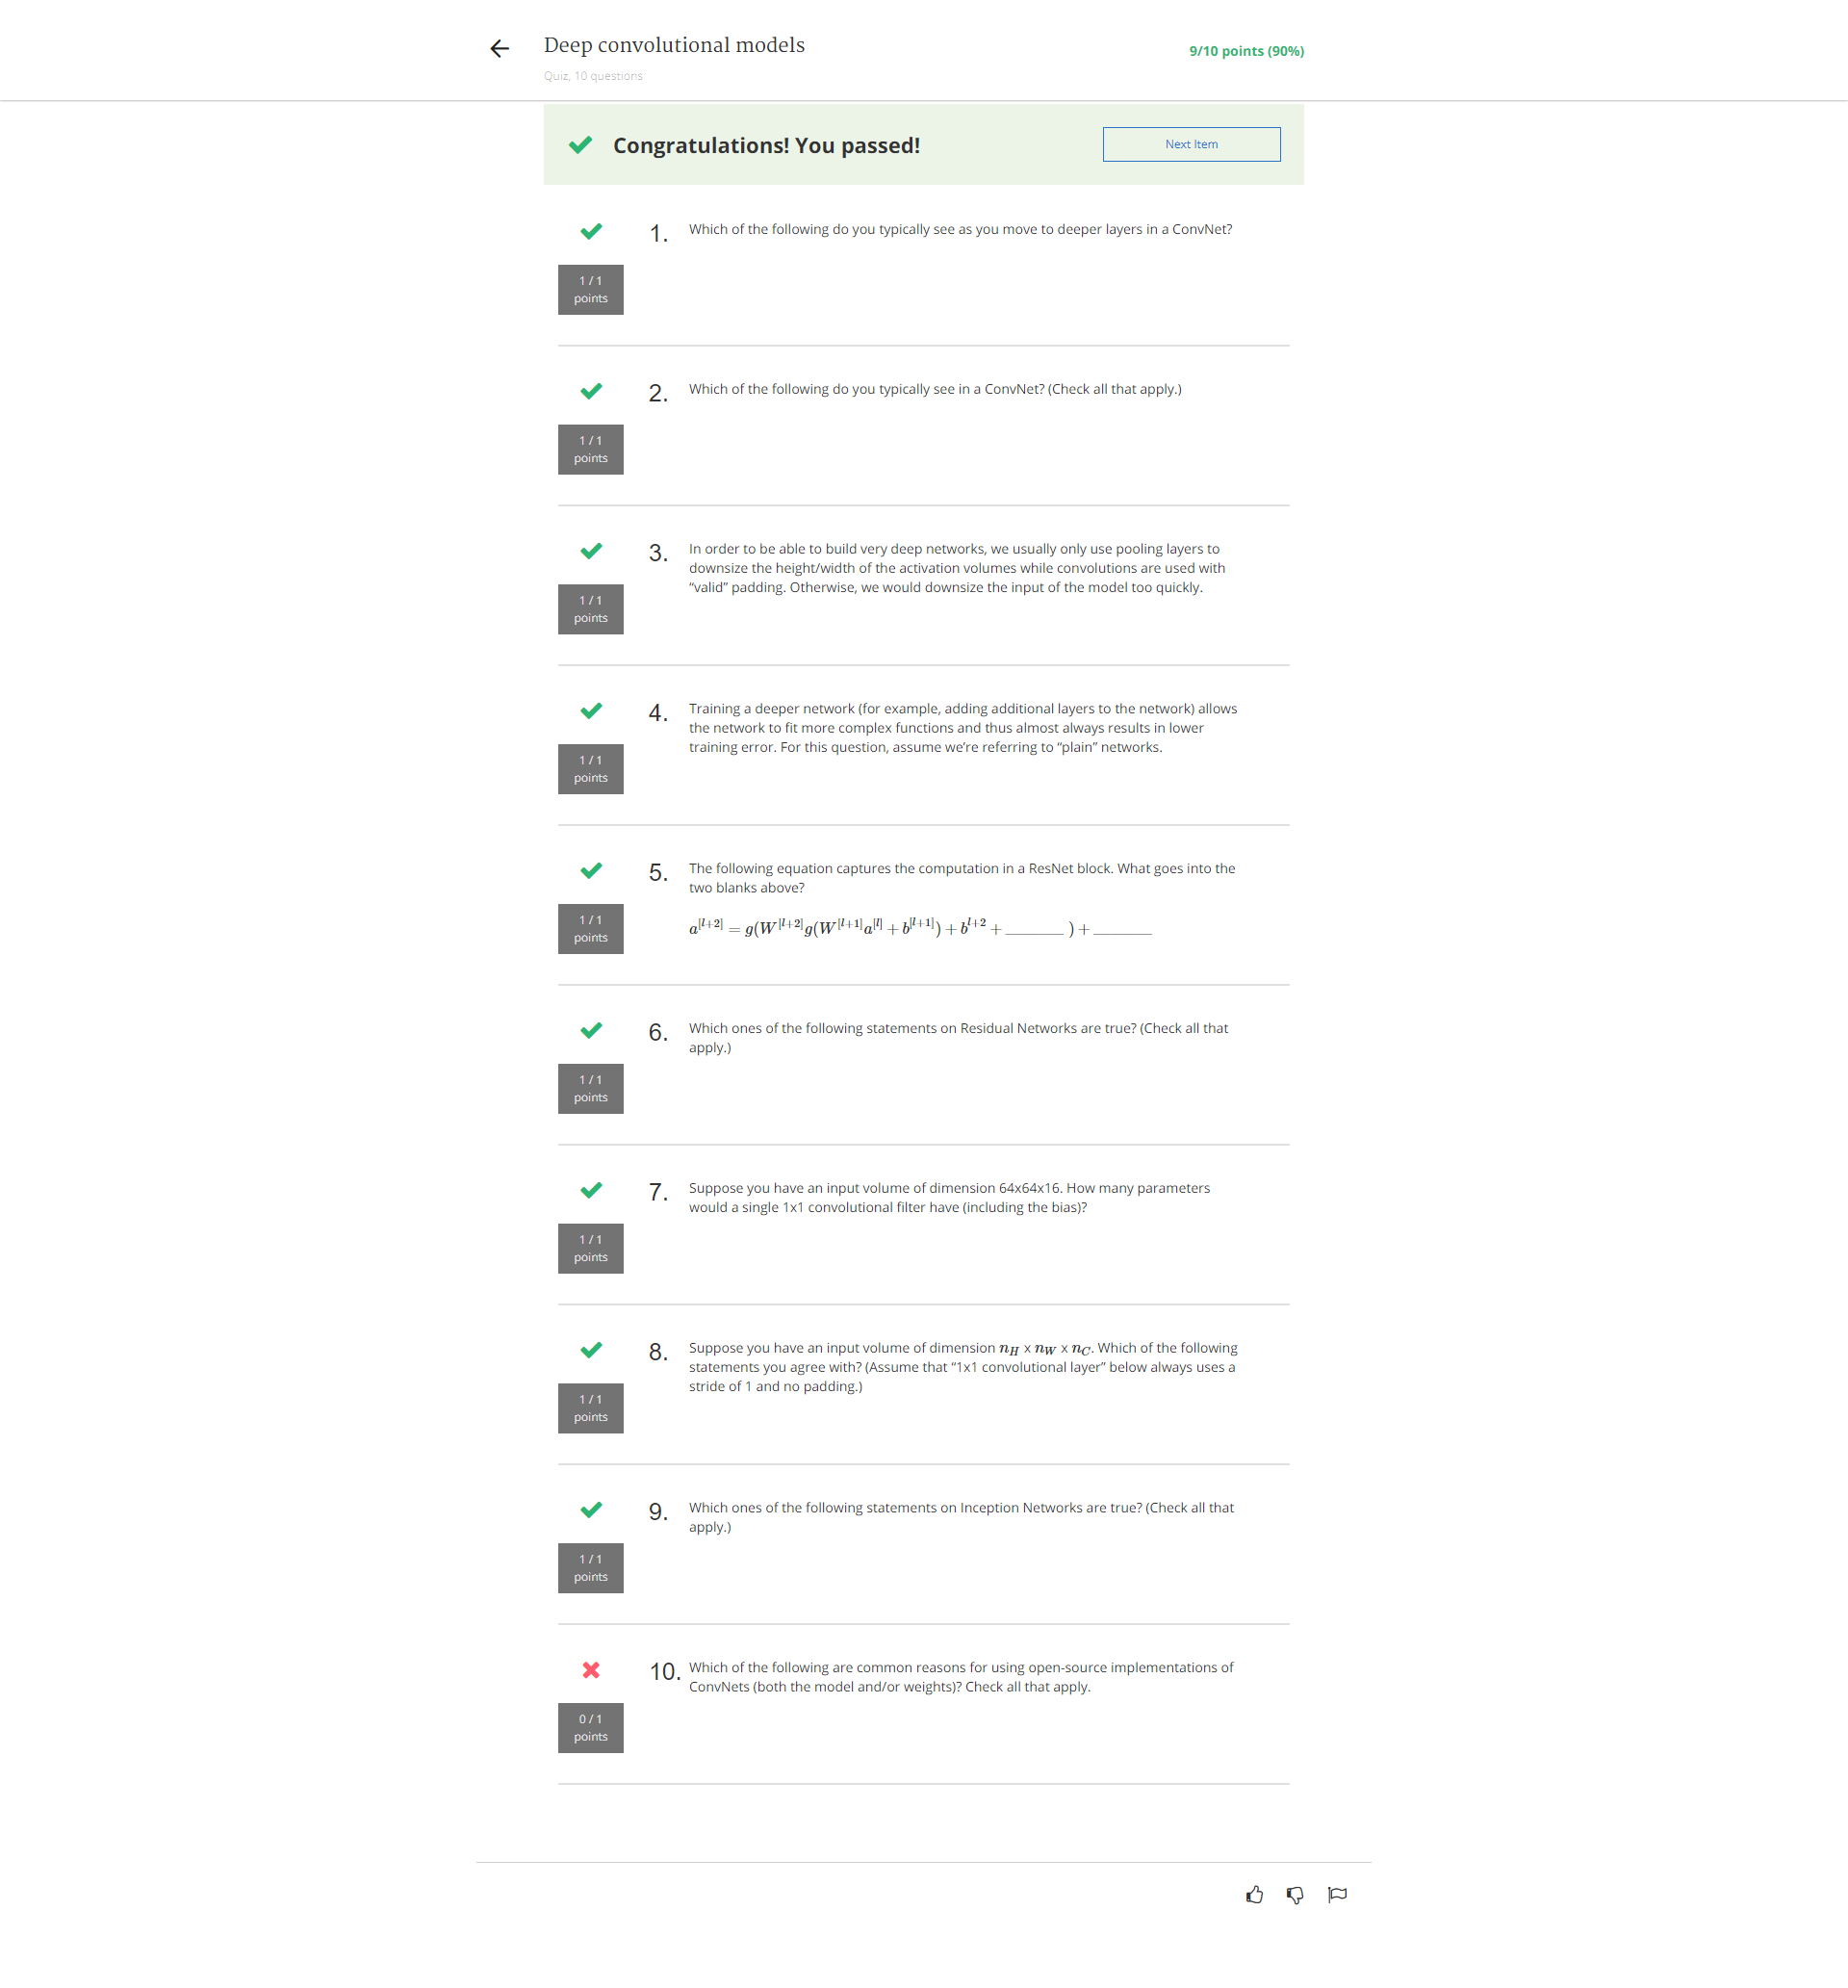 Deep convolutional models
9/10 points (90%)
Quiz, 10 questions
Congratulations! You passed!
Next Item
1 / 1
points
1. Which of the following do you typically see as you move to deeper layers in a ConvNet?
1 / 1
points
2. Which of the following do you typically see in a ConvNet? (Check all that apply.)
1 / 1
points
3. In order to be able to build very deep networks, we usually only use pooling layers to
downsize the height/width of the activation volumes while convolutions are used with
“valid” padding. Otherwise, we would downsize the input of the model too quickly.
1 / 1
points
4. Training a deeper network (for example, adding additional layers to the network) allows
the network to fit more complex functions and thus almost always results in lower
training error. For this question, assume we’re referring to “plain” networks.
1 / 1
points
5. The following equation captures the computation in a ResNet block. What goes into the
two blanks above?
a^{[l+2]} = g(W^{[l+2]}g(W^{[l+1]}a^{[l]} + b^{[l+1]}) + b^{l+2} + _______ ) + _______
1 / 1
points
6. Which ones of the following statements on Residual Networks are true? (Check all that
apply.)
1 / 1
points
7. Suppose you have an input volume of dimension 64x64x16. How many parameters
would a single 1x1 convolutional filter have (including the bias)?
1 / 1
points
8. Suppose you have an input volume of dimension n_H x n_W x n_C. Which of the following
statements you agree with? (Assume that “1x1 convolutional layer” below always uses a
stride of 1 and no padding.)
1 / 1
points
9. Which ones of the following statements on Inception Networks are true? (Check all that
apply.)
1 / 1
points
10. Which of the following are common reasons for using open-source implementations of
ConvNets (both the model and/or weights)? Check all that apply.
0 / 1
points